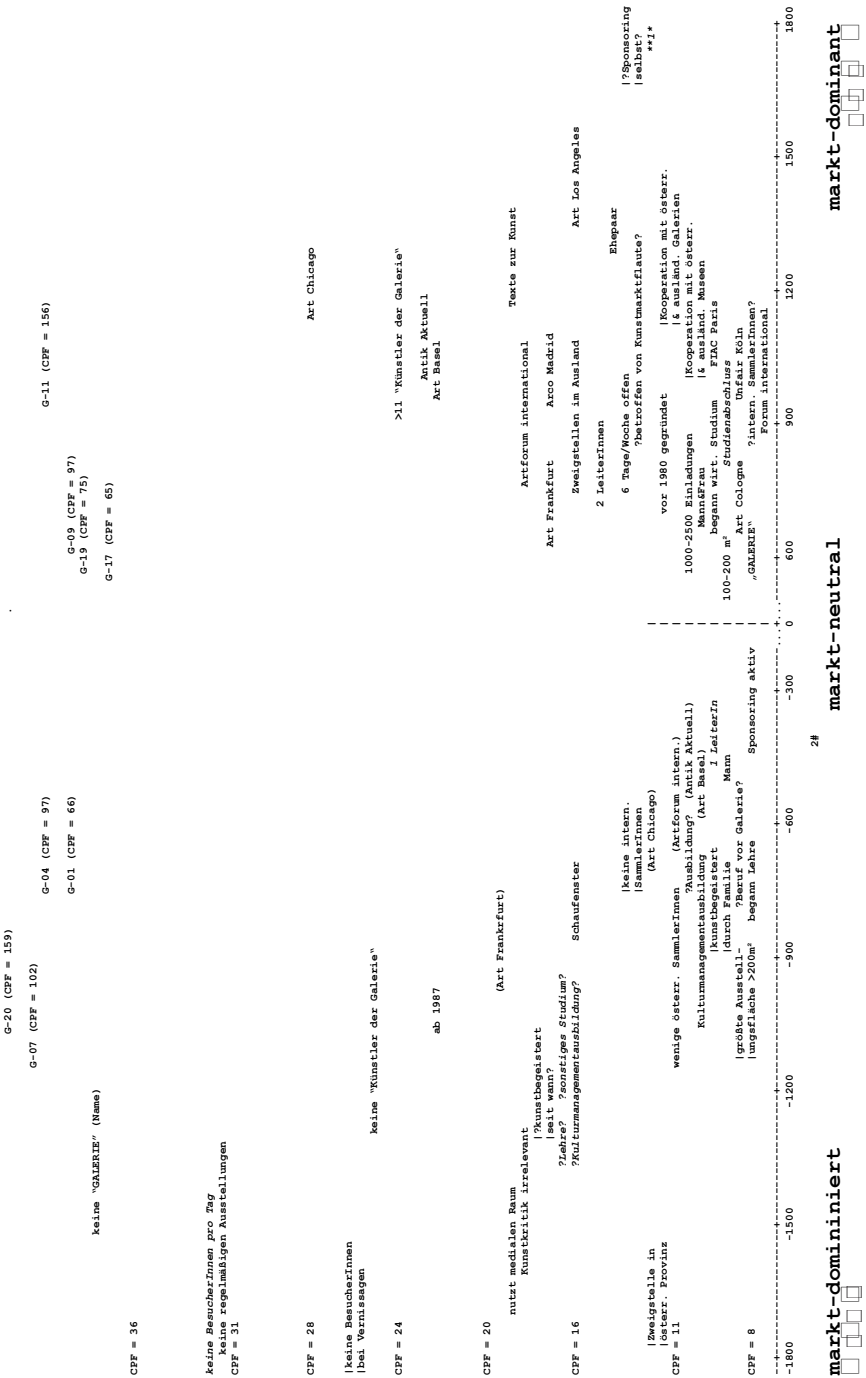 G-20 (CPF = 159) .
G-07 (CPF = 102)
G-04 (CPF = 97) G-11 (CPF = 156)
G-01 (CPF = 66) G-09 (CPF = 97)
G-19 (CPF = 75)
keine "GALERIE" (Name)
G-17 (CPF = 65)
CPF = 36
keine BesucherInnen pro Tag
keine regelmäßigen Ausstellungen
CPF = 31
CPF = 28 Art Chicago
|keine BesucherInnen
|bei Vernissagen
keine "Künstler der Galerie"
CPF = 24 >11 "Künstler der Galerie"
Antik Aktuell
ab 1987 Art Basel
CPF = 20
(Art Frankrfurt)
nutzt medialen Raum Texte zur Kunst
Kunstkritik irrelevant Artforum international
|?kunstbegeistert
|seit wann? Art Frankfurt Arco Madrid
?Lehre? ?sonstiges Studium?
CPF = 16 ?Kulturmanagementausbildung? Schaufenster Zweigstellen im Ausland Art Los Angeles
2 LeiterInnen
Ehepaar
|keine intern. 6 Tage/Woche offen |?Sponsoring
|SammlerInnen ?betroffen von Kunstmarktflaute? |selbst?
|Zweigstelle in (Art Chicago) | **1*
|österr. Provinz | vor 1980 gegründet |Kooperation mit österr.
CPF = 11 wenige österr. SammlerInnen (Artforum intern.) | |& ausländ. Galerien
?Ausbildung? (Antik Aktuell) | 1000-2500 Einladungen |Kooperation mit österr.
Kulturmanagementausbildung (Art Basel) | Mann&Frau |& ausländ. Museen
|kunstbegeistert 1 LeiterIn | begann wirt. Studium FIAC Paris
|durch Familie Mann | 100-200 m² Studienabschluss
|größte Ausstell- ?Beruf vor Galerie? | Art Cologne Unfair Köln
CPF = 8 |ungsfläche >200m² begann Lehre Sponsoring aktiv | „GALERIE“ ?intern. SammlerInnen?
| Forum international
-1800 -1500 -1200 -900 -600 -300 0 600 900 1200 1500 1800
2#
markt-domininiert markt-neutral markt-dominant